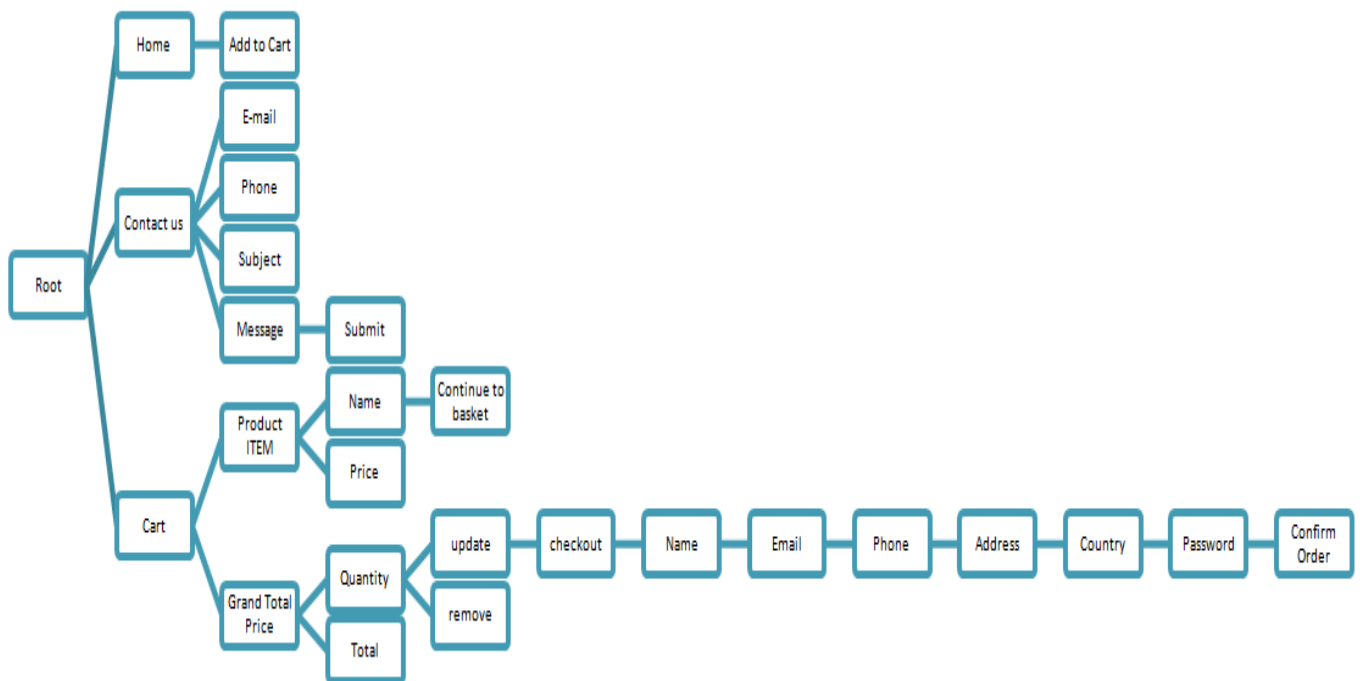 Home
Add to Cart
E-mail
Phone
Contact us
Subject
Root
Message
Submit
Name
Continue to
basket
Product
ITEM
Price
Cart
update
checkout
Name
Email
Phone
Address
Country
Password
Confirm
Order
Quantity
Grand Total
Price
remove
Total